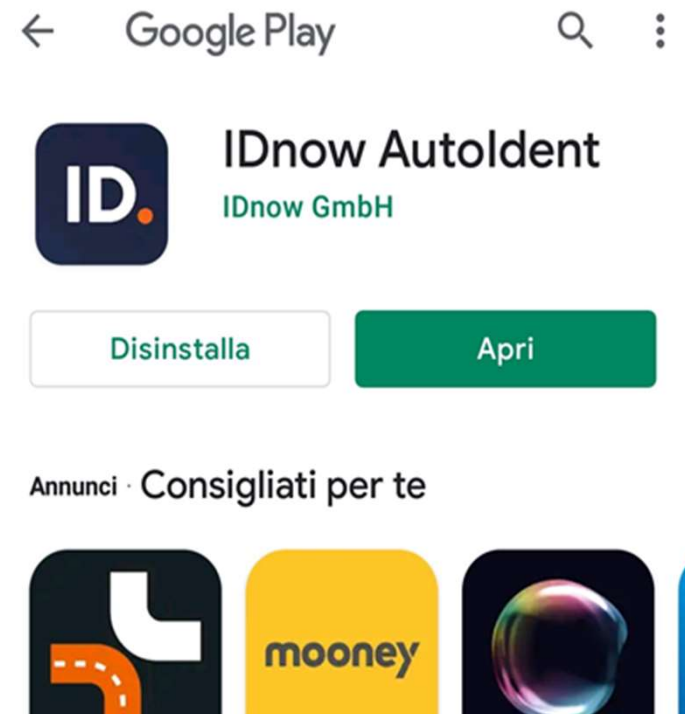 Google Play
ID.
IDnow AutoIdent
IDnow GmbH
Disinstalla Apri
Annunci · Consigliati per te
mooney